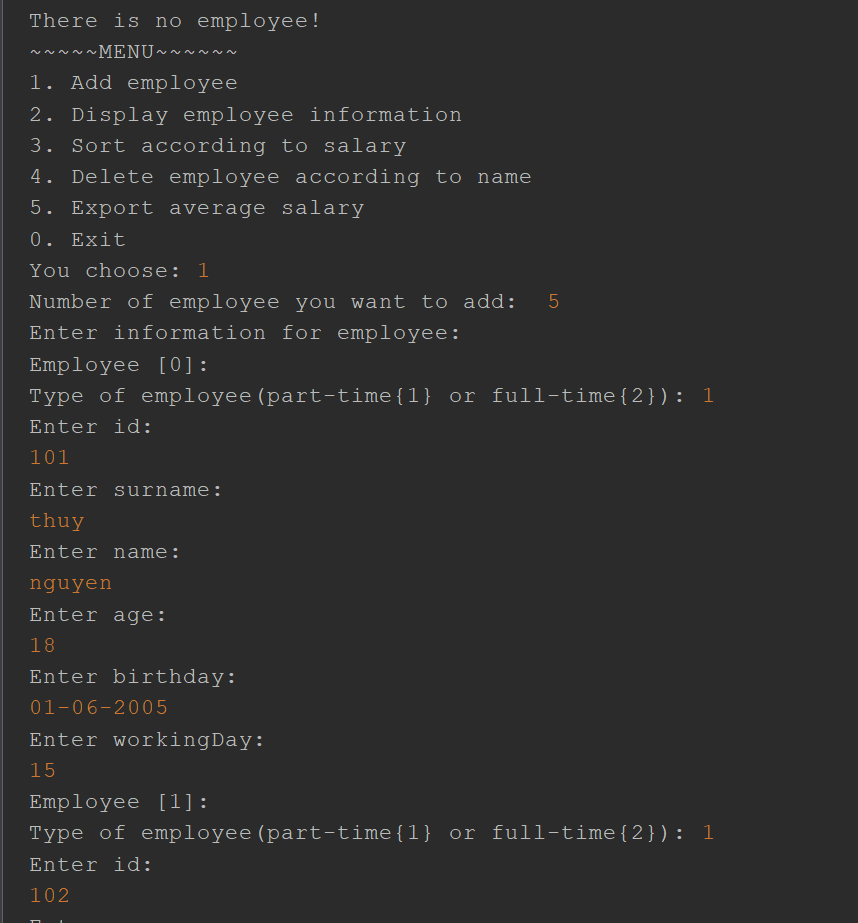 There is no employee!
~~~~~MENU~~~~~~
1. Add employee
2. Display employee information
3. Sort according to salary
4. Delete employee according to name
5. Export average salary
0. Exit
You choose: 1
Number of employee you want to add:  5
Enter information for employee:
Employee [0]:
Type of employee(part-time{1} or full-time{2}): 1
Enter id:
101
Enter surname:
thuy
Enter name:
nguyen
Enter age:
18
Enter birthday:
01-06-2005
Enter workingDay:
15
Employee [1]:
Type of employee(part-time{1} or full-time{2}): 1
Enter id:
102